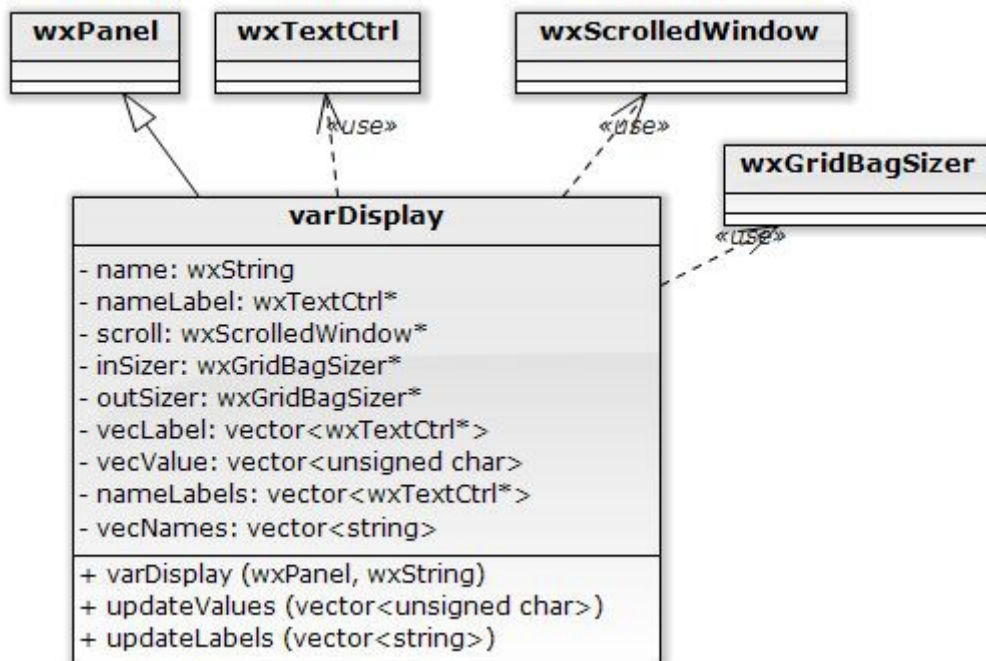 wxPanel
wxTextCtrl
wxScrolledWindow
«use»
«use»
wxGridBagSizer
«use»
varDisplay
- name: wxString
- nameLabel: wxTextCtrl*
- scroll: wxScrolledWindow*
- inSizer: wxGridBagSizer*
- outSizer: wxGridBagSizer*
- vecLabel: vector<wxTextCtrl*>
- vecValue: vector<unsigned char>
- nameLabels: vector<wxTextCtrl*>
- vecNames: vector<string>
+ varDisplay (wxPanel, wxString)
+ updateValues (vector<unsigned char>)
+ updateLabels (vector<string>)